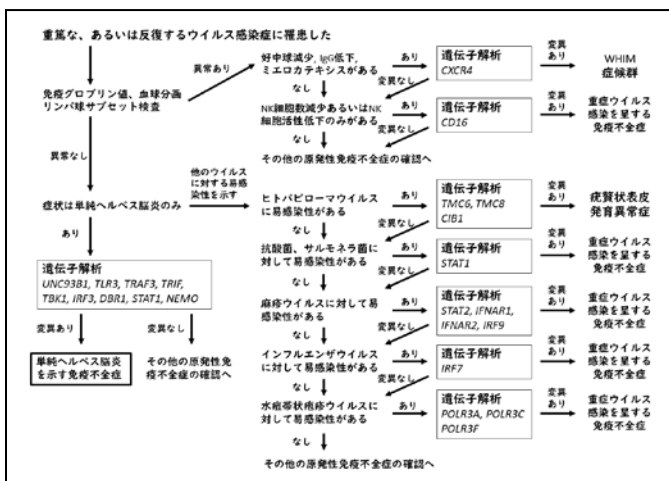 重篤な、あるいは反復するウイルス感染症に罹患した
異常あり
免疫グロブリン値、血球分画
リンパ球サブセット検査
異常なし
症状は単純ヘルペス脳炎のみ
他のウイルス
に対する易感
染性を示す
あり
遺伝子解析
UNC93B1, TLR3, TRAF3, TRIF,
TBK1, IRF3, DBR1, STAT1, NEMO
変異あり
変異なし
単純ヘルペス脳炎
を示す免疫不全症
その他の原発性免
疫不全症の確認へ
好中球減少, IgG低下,
ミエロカテキシスがある
あり
遺伝子解析
CXCR4
変異
あり
WHIM
症候群
なし
変異なし
NK細胞数減少あるいはNK
細胞活性低下のみがある
あり
遺伝子解析
CD16
変異
あり
重症ウイルス
感染を呈する
免疫不全症
なし
変異なし
その他の原発性免疫不全症の確認へ
ヒトパピローマウイルス
に易感染性がある
あり
遺伝子解析
TMC6, TMC8
CIB1
変異
あり
疣贅状表皮
発育異常症
なし
変異なし
抗酸菌、サルモネラ菌に
対して易感染性がある
あり
遺伝子解析
STAT1
変異
あり
重症ウイルス
感染を呈する
免疫不全症
なし
変異なし
麻疹ウイルスに対して易
感染性がある
あり
遺伝子解析
STAT2, IFNAR1,
IFNAR2, IRF9
変異
あり
重症ウイルス
感染を呈する
免疫不全症
なし
変異なし
インフルエンザウイルス
に対して易感染性がある
あり
遺伝子解析
IRF7
変異
あり
重症ウイルス
感染を呈する
免疫不全症
なし
変異なし
水痘帯状疱疹ウイルスに
対して易感染性がある
あり
遺伝子解析
POLR3A, POLR3C
POLR3F
変異
あり
重症ウイルス
感染を呈する
免疫不全症
なし
その他の原発性免疫不全症の確認へ